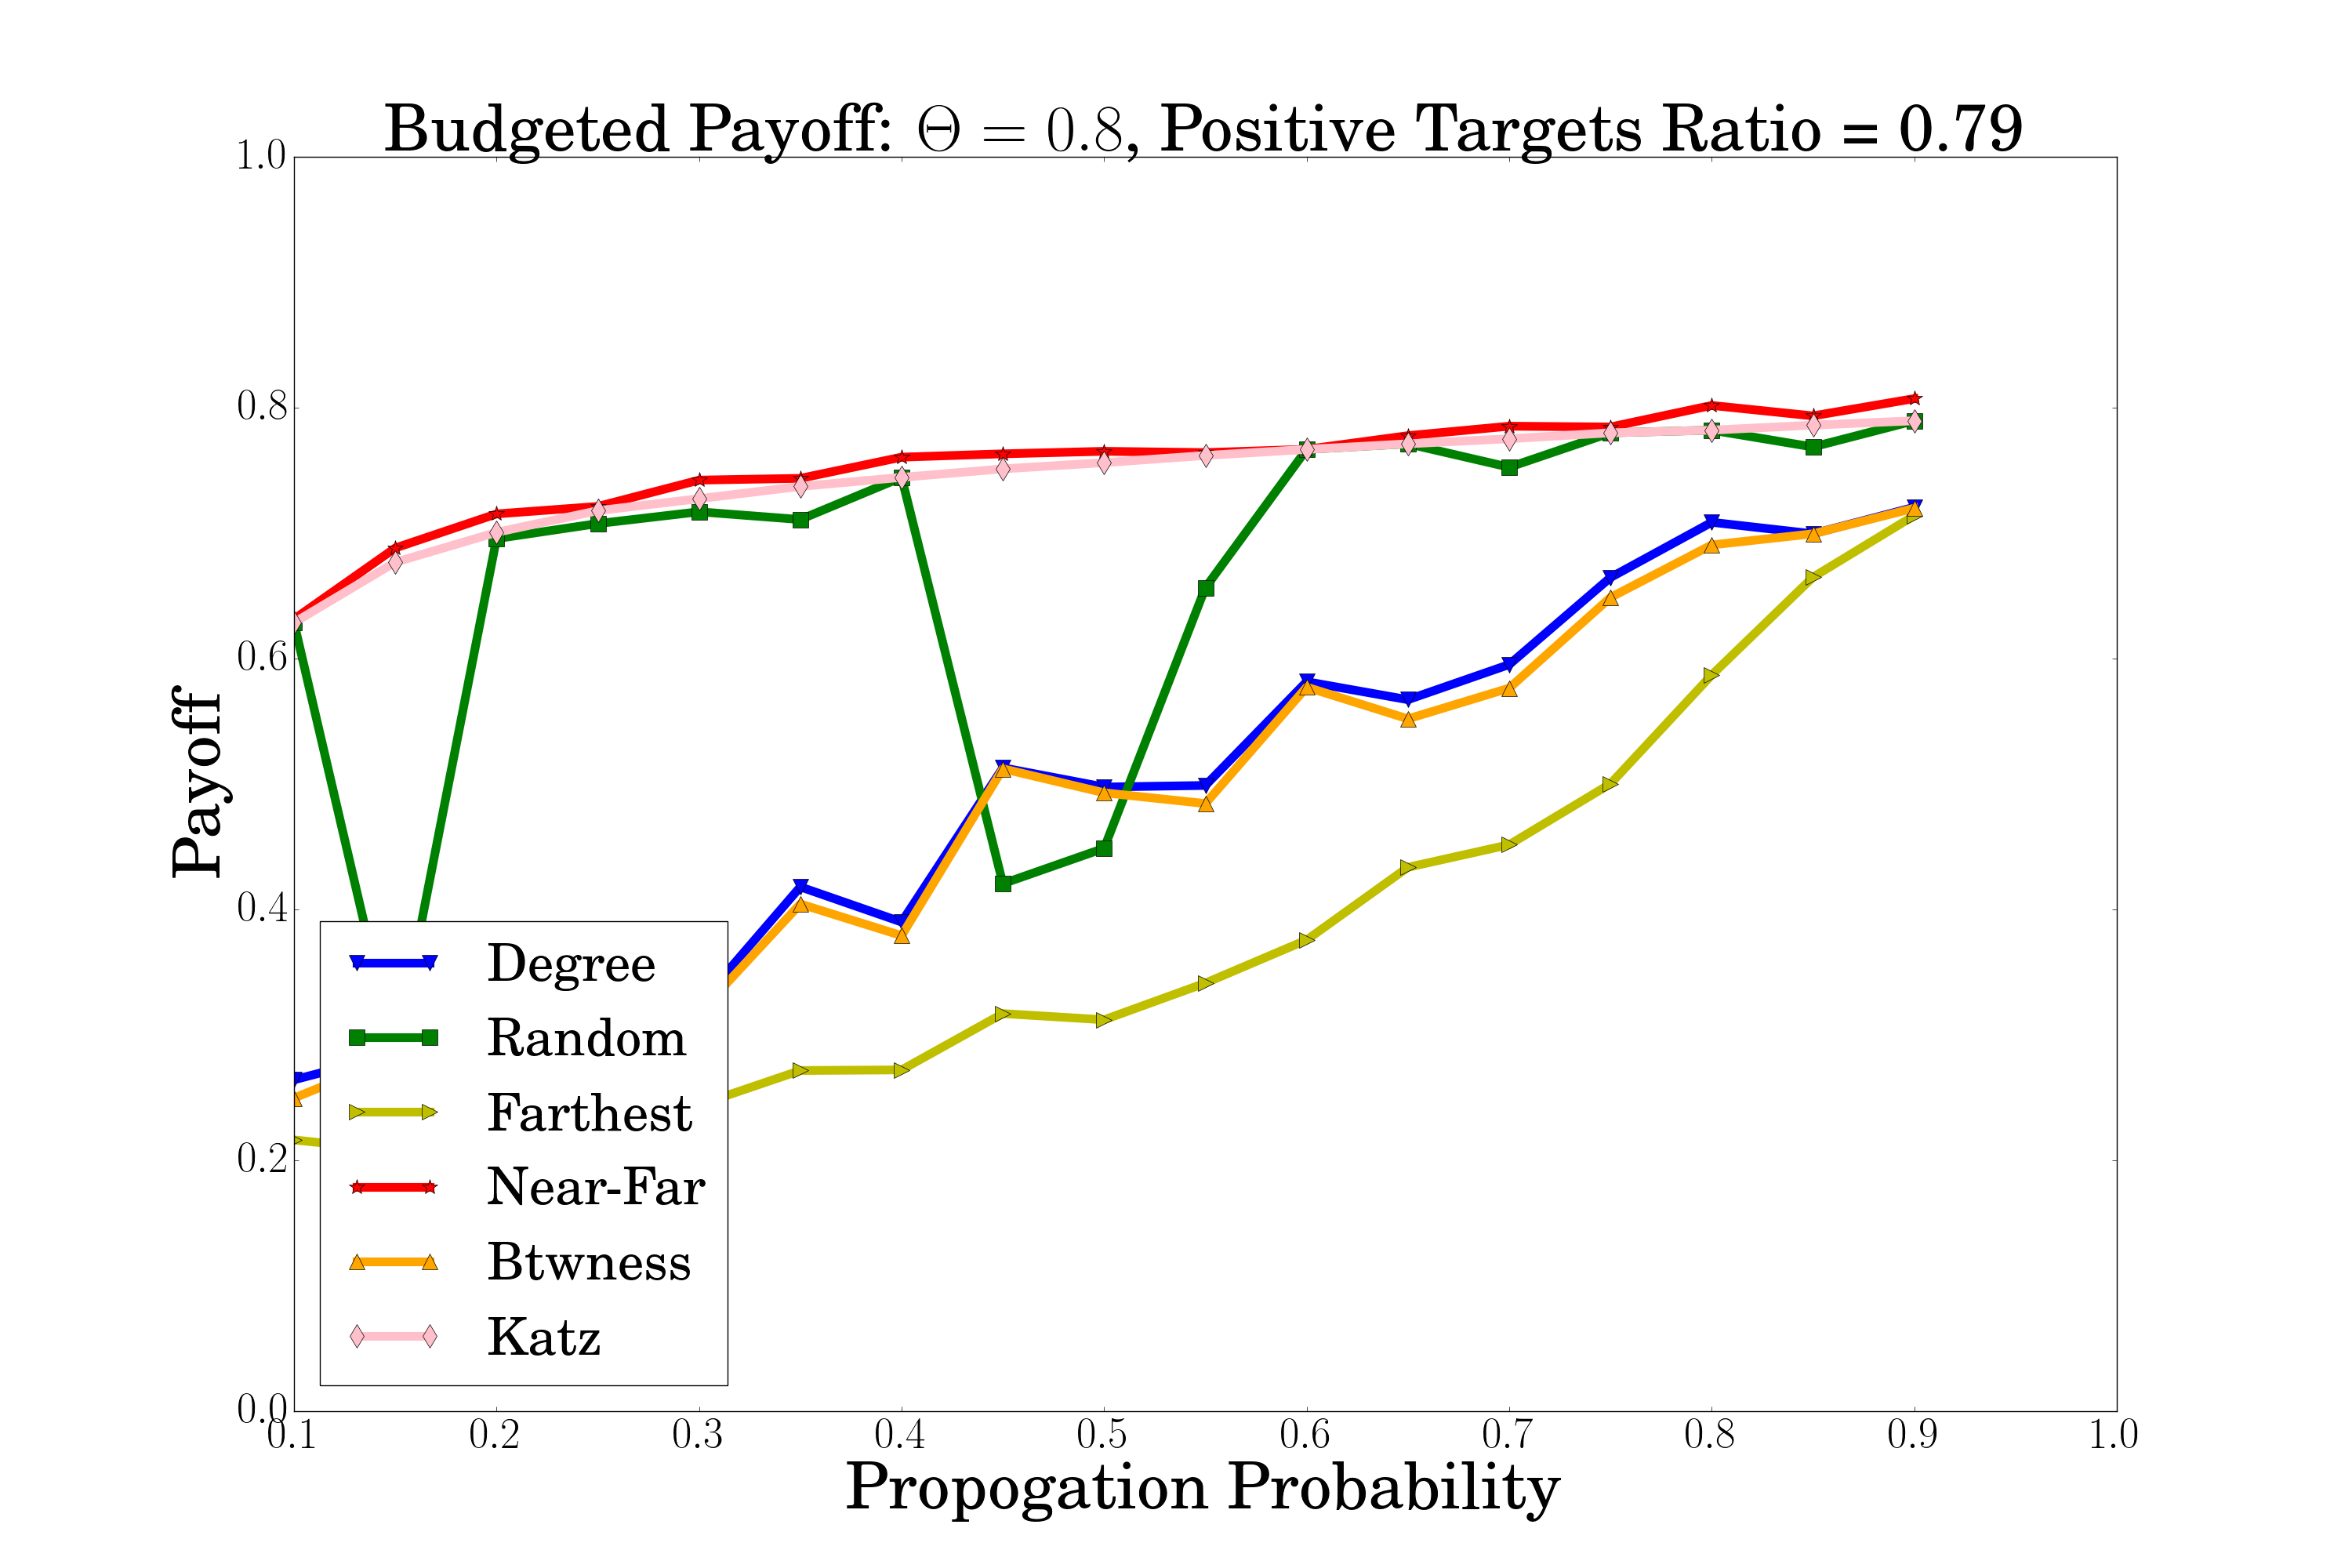 Budgeted Payoff: Θ = 0.8, Positive Targets Ratio = 0.79
1.0
0.8
0.6
0.4
0.2
0.0
Payoff
Degree
Random
Farthest
Near-Far
Btwness
Katz
0.1 0.2 0.3 0.4 0.5 0.6 0.7 0.8 0.9 1.0
Propogation Probability